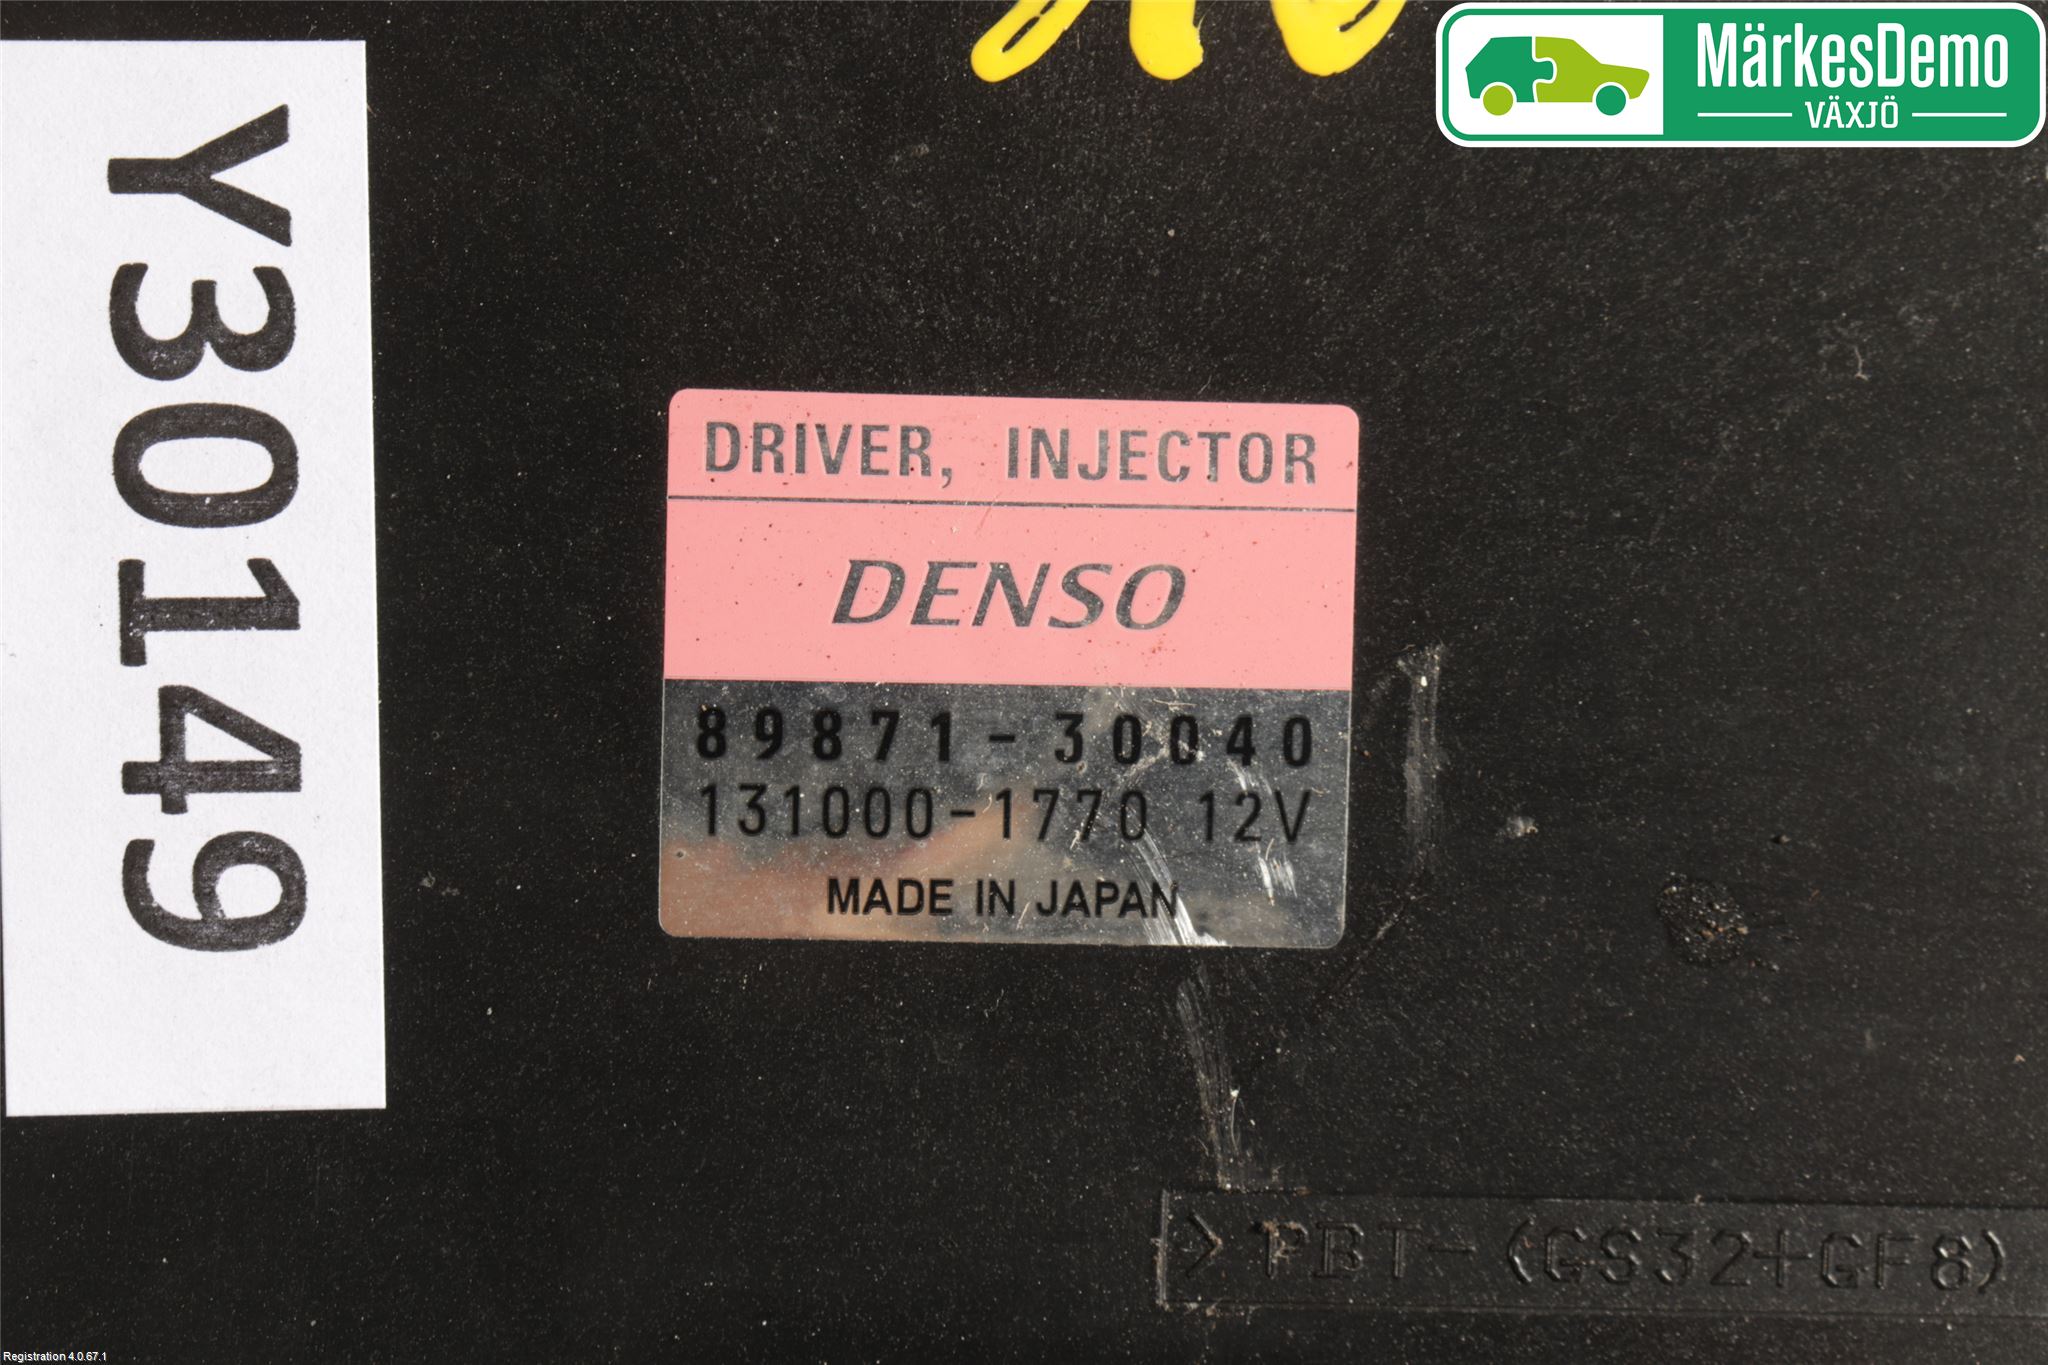 MärkesDemo
VÄXJÖ
Y30149
DRIVER, INJECTOR
DENSO
89871-30040
131000-1770 12V
MADE IN JAPAN
>PBT-(GS32+GF8)
Registration 4.0.67.1